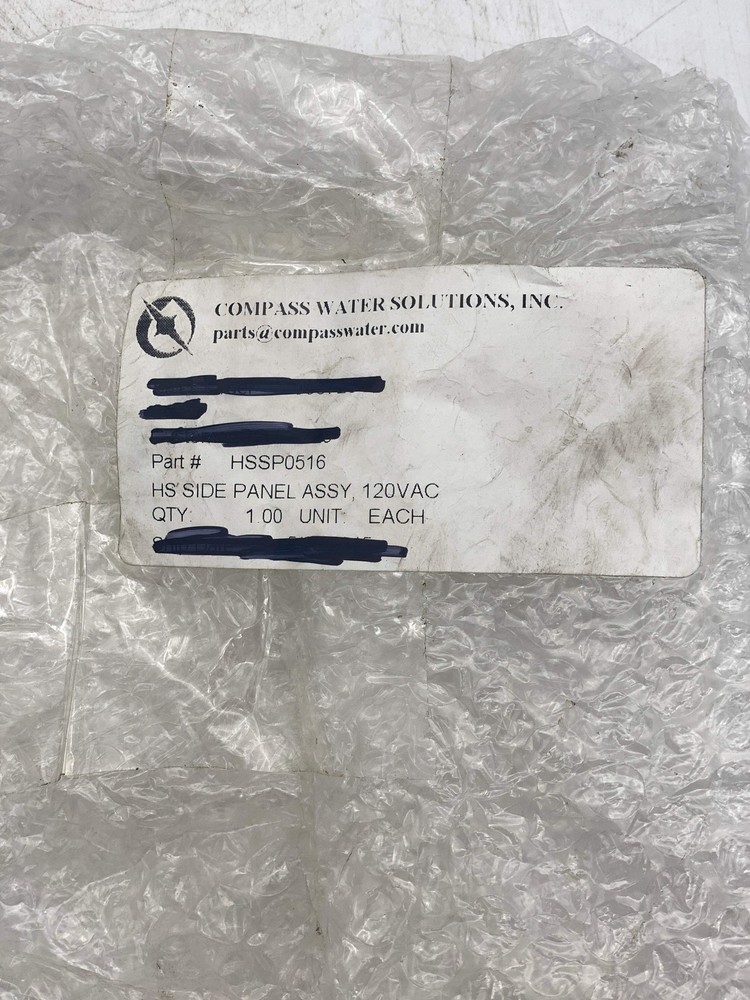 COMPASS WATER SOLUTIONS, INC.
parts@compasswater.com
Part # HSSP0516
HS SIDE PANEL ASSY, 120VAC
QTY: 1.00 UNIT: EACH